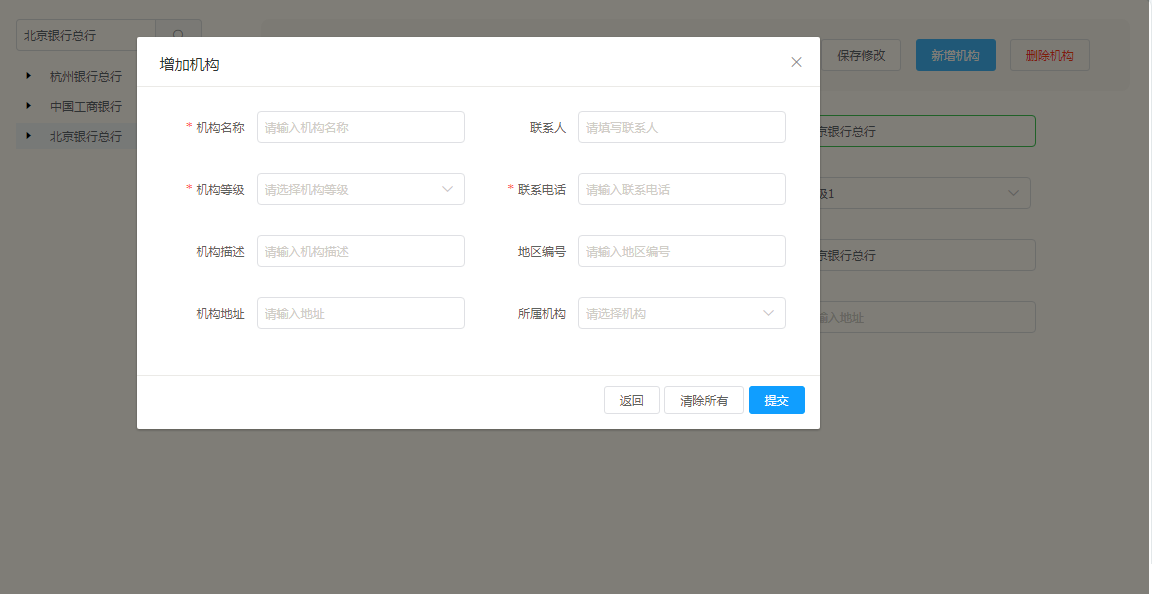 北京银行总行
杭州银行总行
中国工商银行
北京银行总行
保存修改
新增机构
删除机构
增加机构
* 机构名称
请输入机构名称
联系人
请填写联系人
* 机构等级
请选择机构等级
* 联系电话
请输入联系电话
机构描述
请输入机构描述
地区编号
请输入地区编号
机构地址
请输入地址
所属机构
请选择机构
返回
清除所有
提交
京银行总行
级1
京银行总行
输入地址